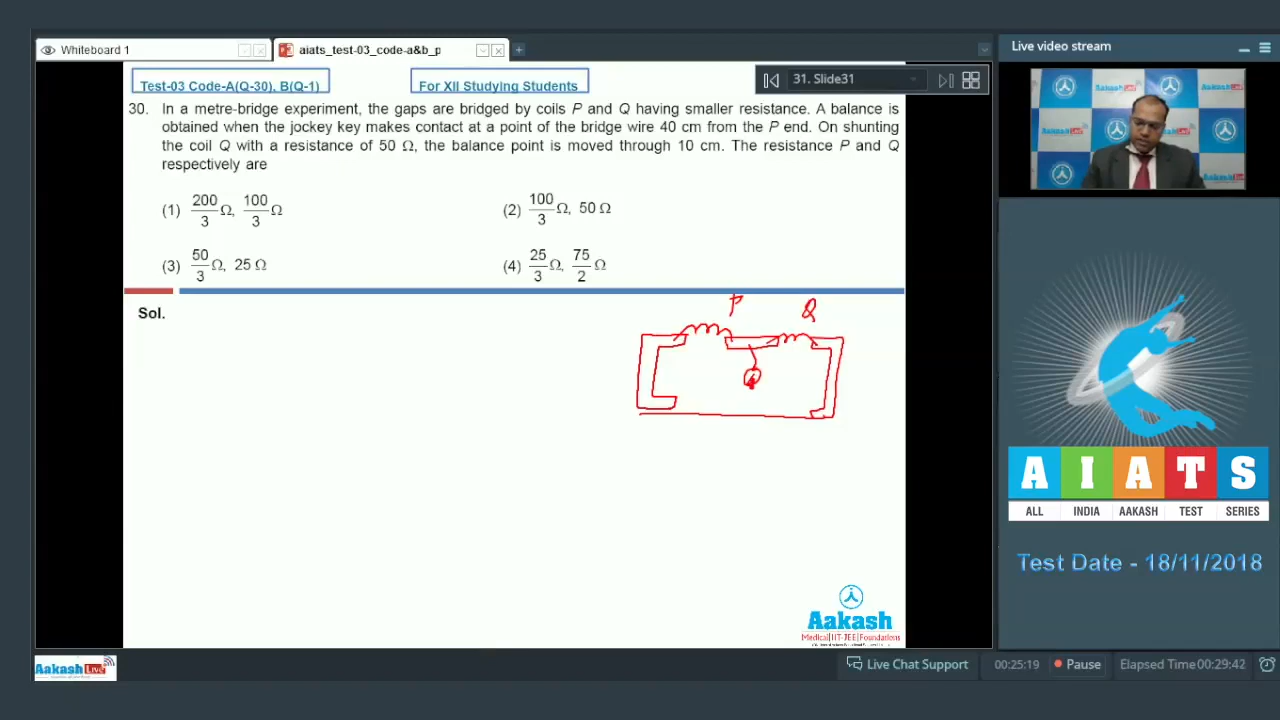 Whiteboard 1
aiats_test-03_code-a&b_p
Live video stream
Test-03 Code-A(Q-30), B(Q-1)
For XII Studying Students
31. Slide31
30. In a metre-bridge experiment, the gaps are bridged by coils P and Q having smaller resistance. A balance is
obtained when the jockey key makes contact at a point of the bridge wire 40 cm from the P end. On shunting
the coil Q with a resistance of 50 Ω, the balance point is moved through 10 cm. The resistance P and Q
respectively are
(1) 200/3 Ω, 100/3 Ω
(2) 100/3 Ω, 50 Ω
(3) 50/3 Ω, 25 Ω
(4) 25/3 Ω, 75/2 Ω
Sol.
P Q
A I A T S
ALL INDIA AAKASH TEST SERIES
Test Date - 18/11/2018
Aakash
Medical|IIT-JEE|Foundations
Aakash Live
Live Chat Support
00:25:19
Pause
Elapsed Time 00:29:42